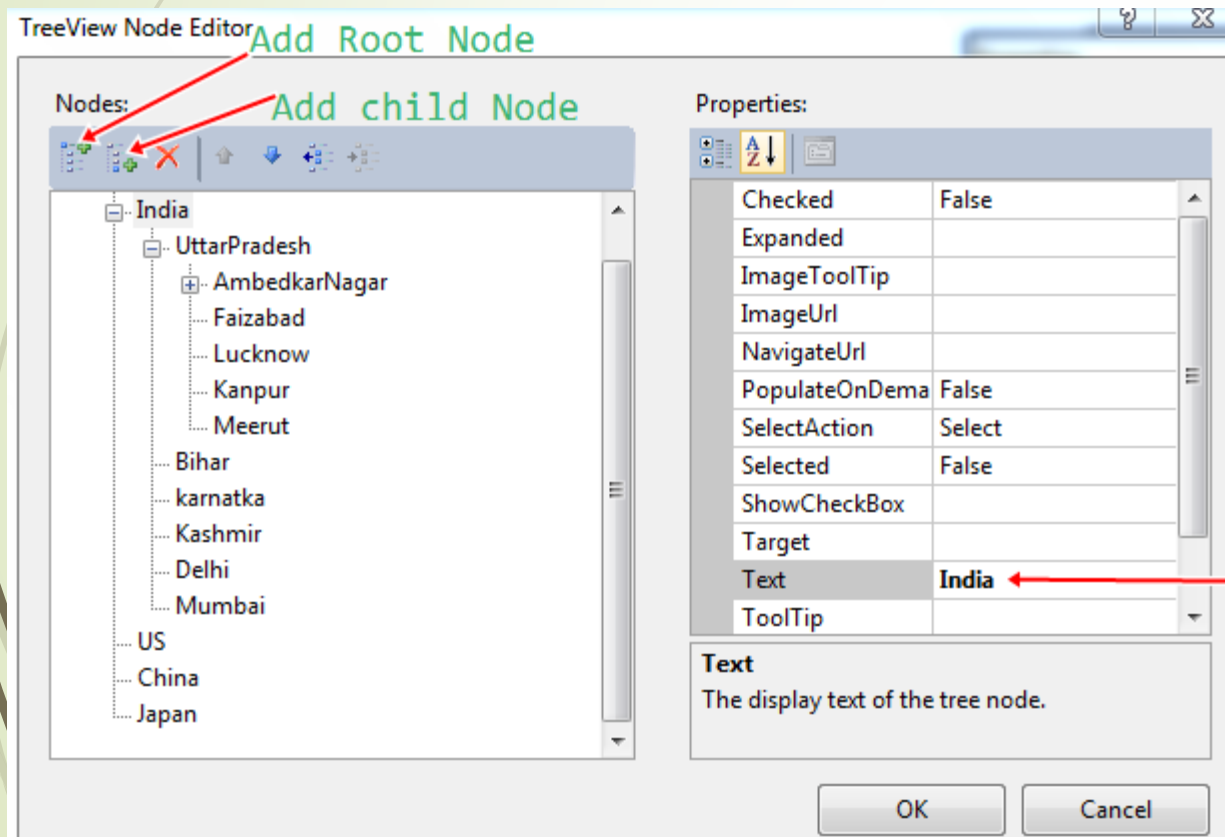 TreeView Node Editor
Add Root Node
Nodes:
Add child Node
India
UttarPradesh
AmbedkarNagar
Faizabad
Lucknow
Kanpur
Meerut
Bihar
karnatka
Kashmir
Delhi
Mumbai
US
China
Japan
Properties:
Checked False
Expanded
ImageToolTip
ImageUrl
NavigateUrl
PopulateOnDema False
SelectAction Select
Selected False
ShowCheckBox
Target
Text India
ToolTip
Text
The display text of the tree node.
OK Cancel